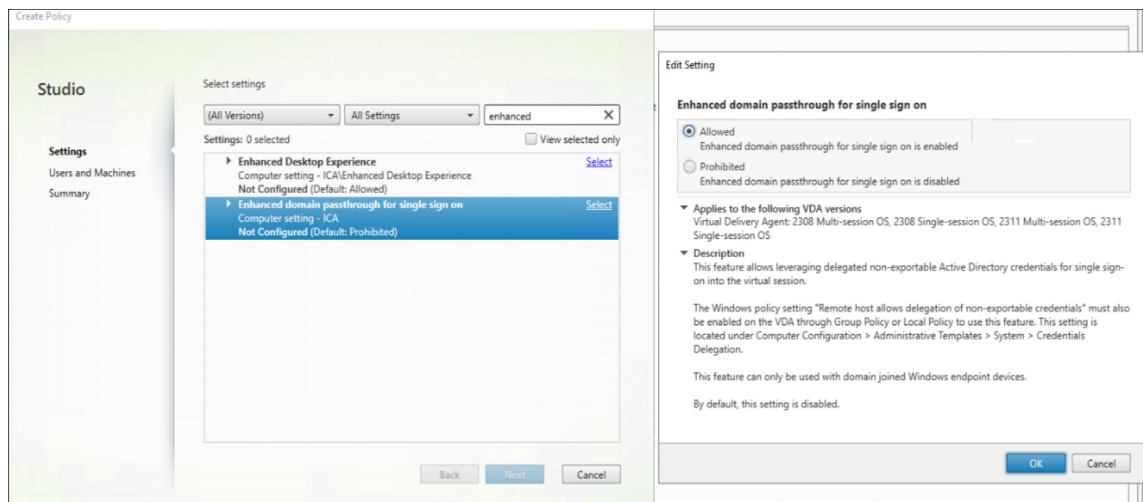 Create Policy
Studio
Settings
Users and Machines
Summary
Select settings
(All Versions)
All Settings
enhanced
Settings: 0 selected
View selected only
Enhanced Desktop Experience
Select
Computer setting - ICA\Enhanced Desktop Experience
Not Configured (Default: Allowed)
Enhanced domain passthrough for single sign on
Select
Computer setting - ICA
Not Configured (Default: Prohibited)
Back
Next
Cancel
Edit Setting
Enhanced domain passthrough for single sign on
Allowed
Enhanced domain passthrough for single sign on is enabled
Prohibited
Enhanced domain passthrough for single sign on is disabled
Applies to the following VDA versions
Virtual Delivery Agent: 2308 Multi-session OS, 2308 Single-session OS, 2311 Multi-session OS, 2311
Single-session OS
Description
This feature allows leveraging delegated non-exportable Active Directory credentials for single sign-
on into the virtual session.
The Windows policy setting "Remote host allows delegation of non-exportable credentials" must also
be enabled on the VDA through Group Policy or Local Policy to use this feature. This setting is
located under Computer Configuration > Administrative Templates > System > Credentials
Delegation.
This feature can only be used with domain joined Windows endpoint devices.
By default, this setting is disabled.
OK
Cancel